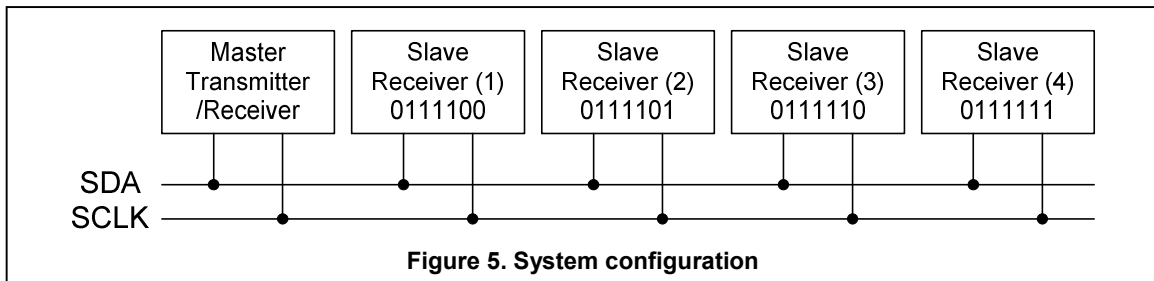 Master
Transmitter
/Receiver
Slave
Receiver (1)
0111100
Slave
Receiver (2)
0111101
Slave
Receiver (3)
0111110
Slave
Receiver (4)
0111111
SDA
SCLK
Figure 5. System configuration